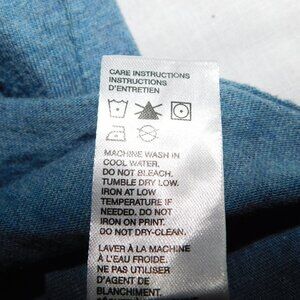 CARE INSTRUCTIONS
INSTRUCTIONS
D'ENTRETIEN
MACHINE WASH IN
COOL WATER.
DO NOT BLEACH.
TUMBLE DRY LOW.
IRON AT LOW
TEMPERATURE IF
NEEDED. DO NOT
IRON ON PRINT.
DO NOT DRY-CLEAN.
LAVER À LA MACHINE
À L'EAU FROIDE.
NE PAS UTILISER
D'AGENT DE
BLANCHIMENT.